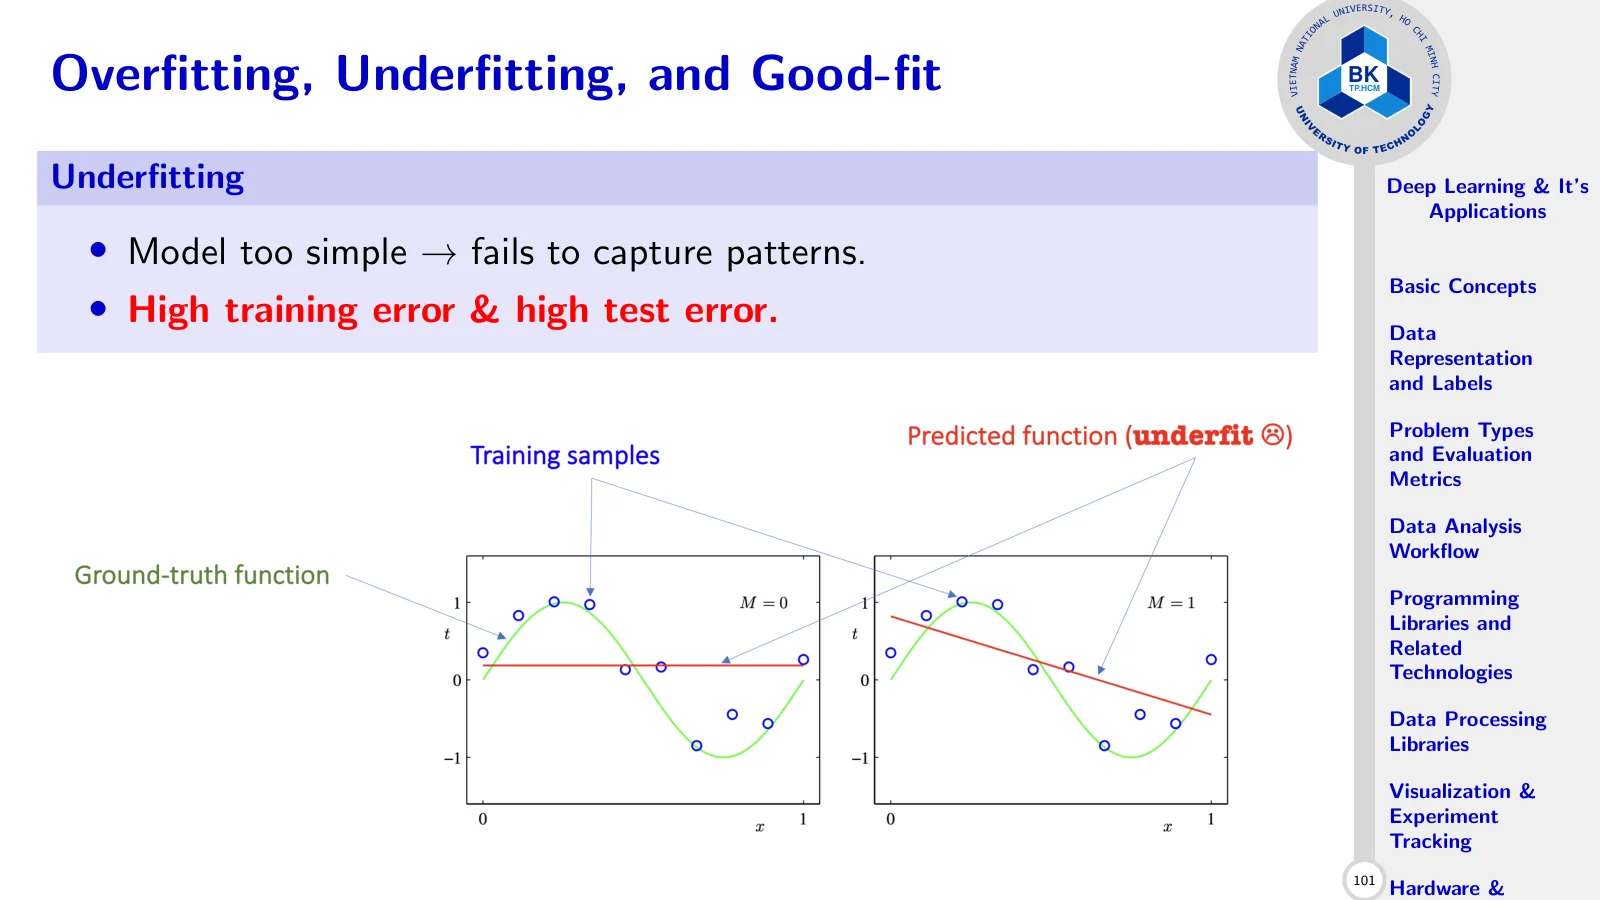 Overfitting, Underfitting, and Good-fit
Underfitting
• Model too simple → fails to capture patterns.
• High training error & high test error.
Training samples
Predicted function (underfit ☹)
Ground-truth function
M = 0
1
t
0
−1
0
x
1
M = 1
1
t
0
−1
0
x
1
VIETNAM NATIONAL UNIVERSITY, HO CHI MINH CITY
BK
TP.HCM
UNIVERSITY OF TECHNOLOGY
Deep Learning & It's
Applications
Basic Concepts
Data
Representation
and Labels
Problem Types
and Evaluation
Metrics
Data Analysis
Workflow
Programming
Libraries and
Related
Technologies
Data Processing
Libraries
Visualization &
Experiment
Tracking
Hardware &
101